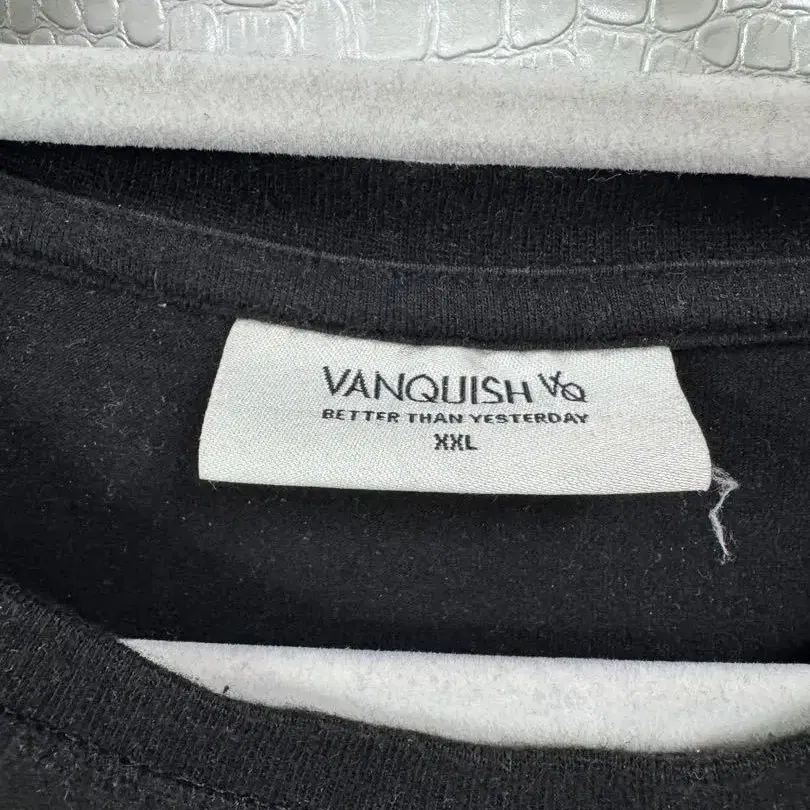 VANQUISH VQ
BETTER THAN YESTERDAY
XXL